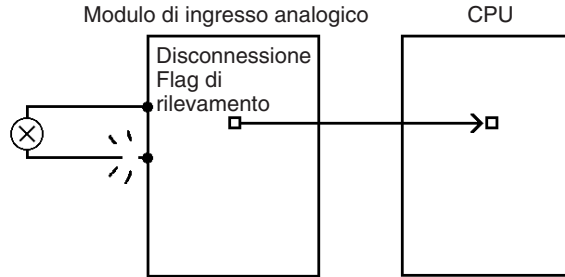 Modulo di ingresso analogico
CPU
Disconnessione
Flag di
rilevamento